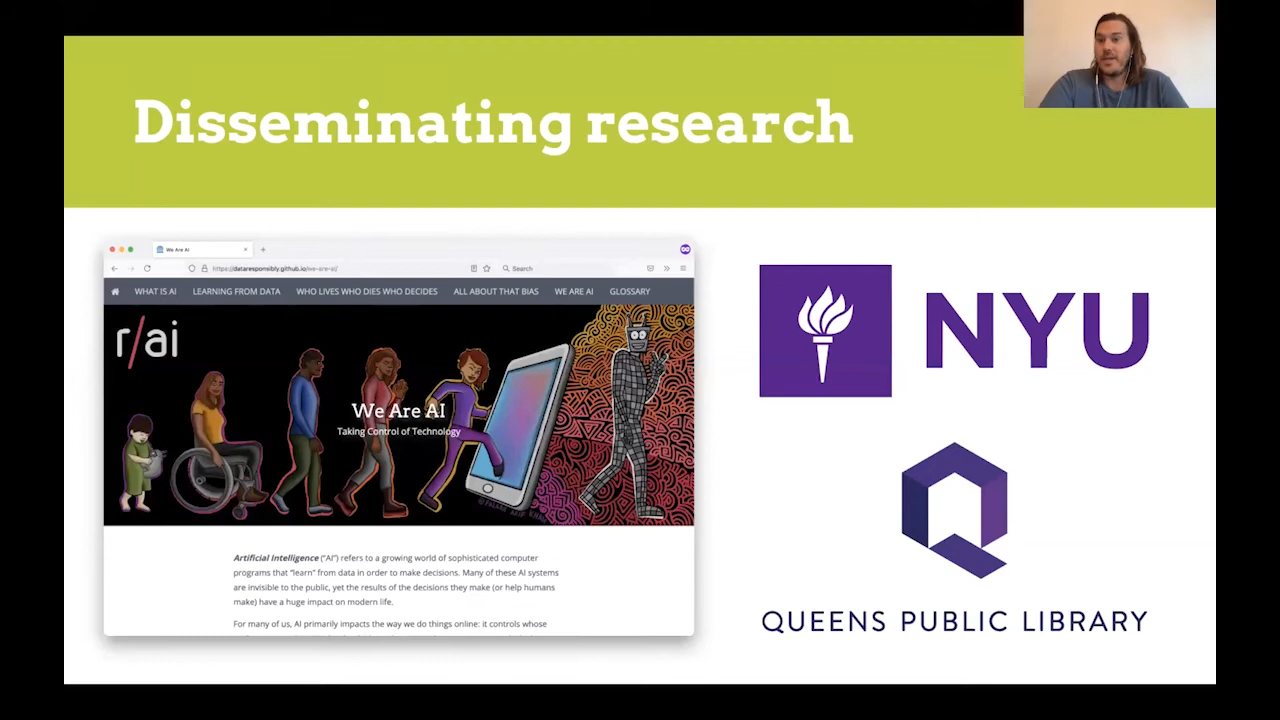 Disseminating research
We Are AI
https://dataresponsibly.github.io/we-are-ai/
Search
WHAT IS AI
LEARNING FROM DATA
WHO LIVES WHO DIES WHO DECIDES
ALL ABOUT THAT BIAS
WE ARE AI
GLOSSARY
r/ai
We Are AI
Taking Control of Technology
Artificial Intelligence ("AI") refers to a growing world of sophisticated computer
programs that "learn" from data in order to make decisions. Many of these AI systems
are invisible to the public, yet the results of the decisions they make (or help humans
make) have a huge impact on modern life.
For many of us, AI primarily impacts the way we do things online: it controls whose
NYU
QUEENS PUBLIC LIBRARY